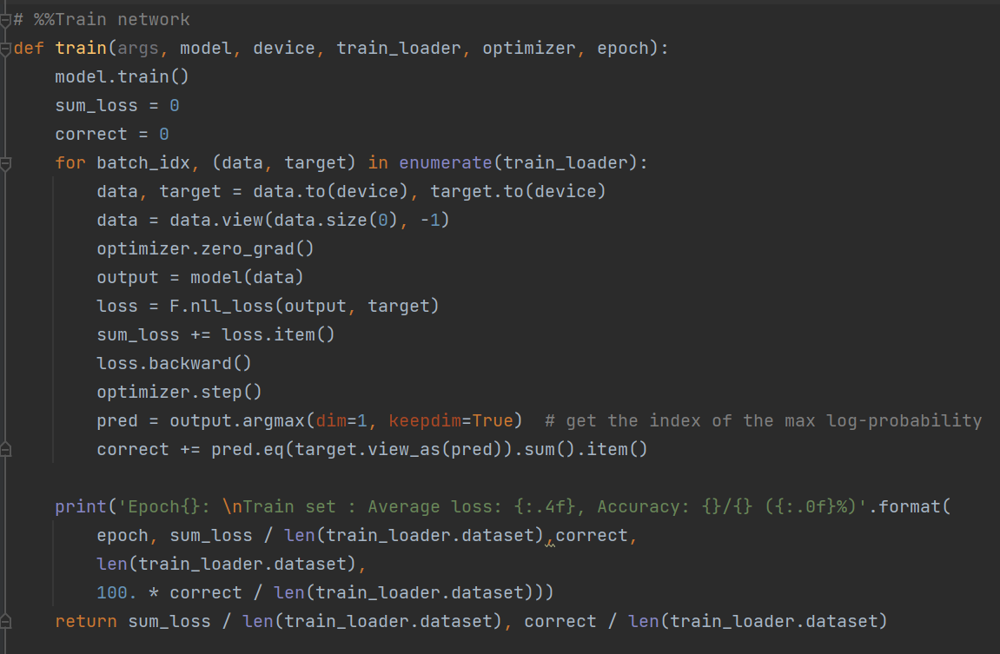 # %%Train network
def train(args, model, device, train_loader, optimizer, epoch):
    model.train()
    sum_loss = 0
    correct = 0
    for batch_idx, (data, target) in enumerate(train_loader):
        data, target = data.to(device), target.to(device)
        data = data.view(data.size(0), -1)
        optimizer.zero_grad()
        output = model(data)
        loss = F.nll_loss(output, target)
        sum_loss += loss.item()
        loss.backward()
        optimizer.step()
        pred = output.argmax(dim=1, keepdim=True)  # get the index of the max log-probability
        correct += pred.eq(target.view_as(pred)).sum().item()

    print('Epoch{}: \nTrain set : Average loss: {:.4f}, Accuracy: {}/{} ({:.0f}%)'.format(
        epoch, sum_loss / len(train_loader.dataset),correct,
        len(train_loader.dataset),
        100. * correct / len(train_loader.dataset)))
    return sum_loss / len(train_loader.dataset), correct / len(train_loader.dataset)